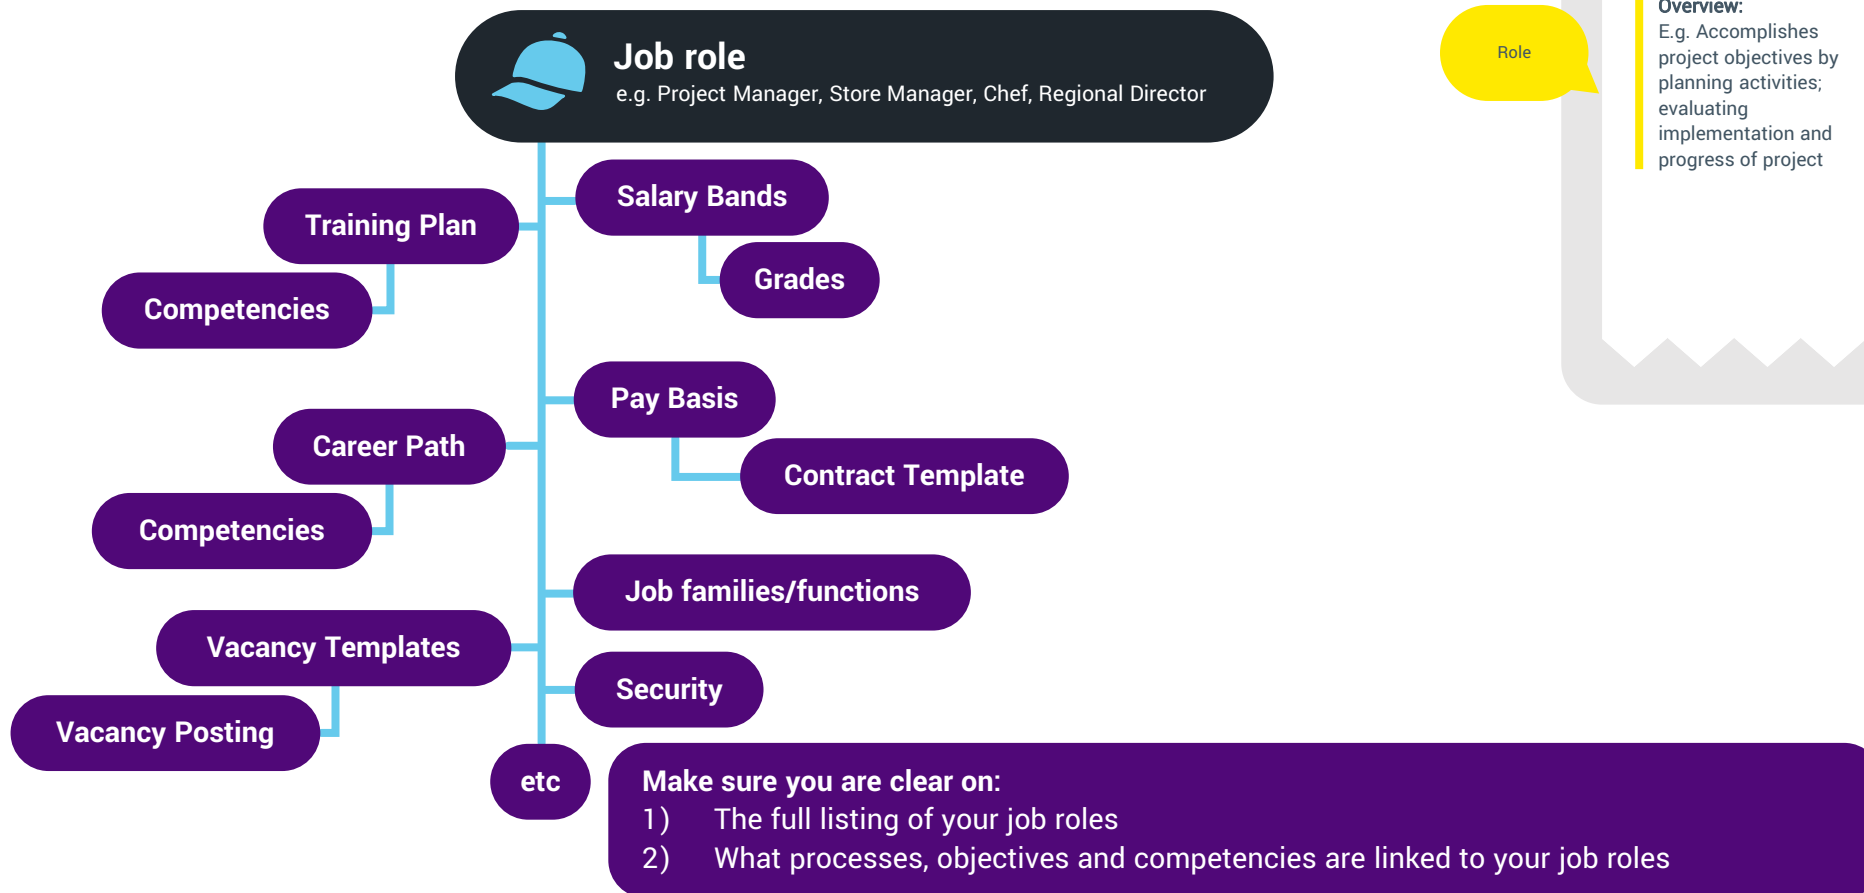 Job role
e.g. Project Manager, Store Manager, Chef, Regional Director
Salary Bands
Training Plan
Grades
Competencies
Pay Basis
Career Path
Contract Template
Competencies
Job families/functions
Vacancy Templates
Security
Vacancy Posting
etc
Make sure you are clear on:
1) The full listing of your job roles
2) What processes, objectives and competencies are linked to your job roles
Role
Overview:
E.g. Accomplishes
project objectives by
planning activities;
evaluating
implementation and
progress of project